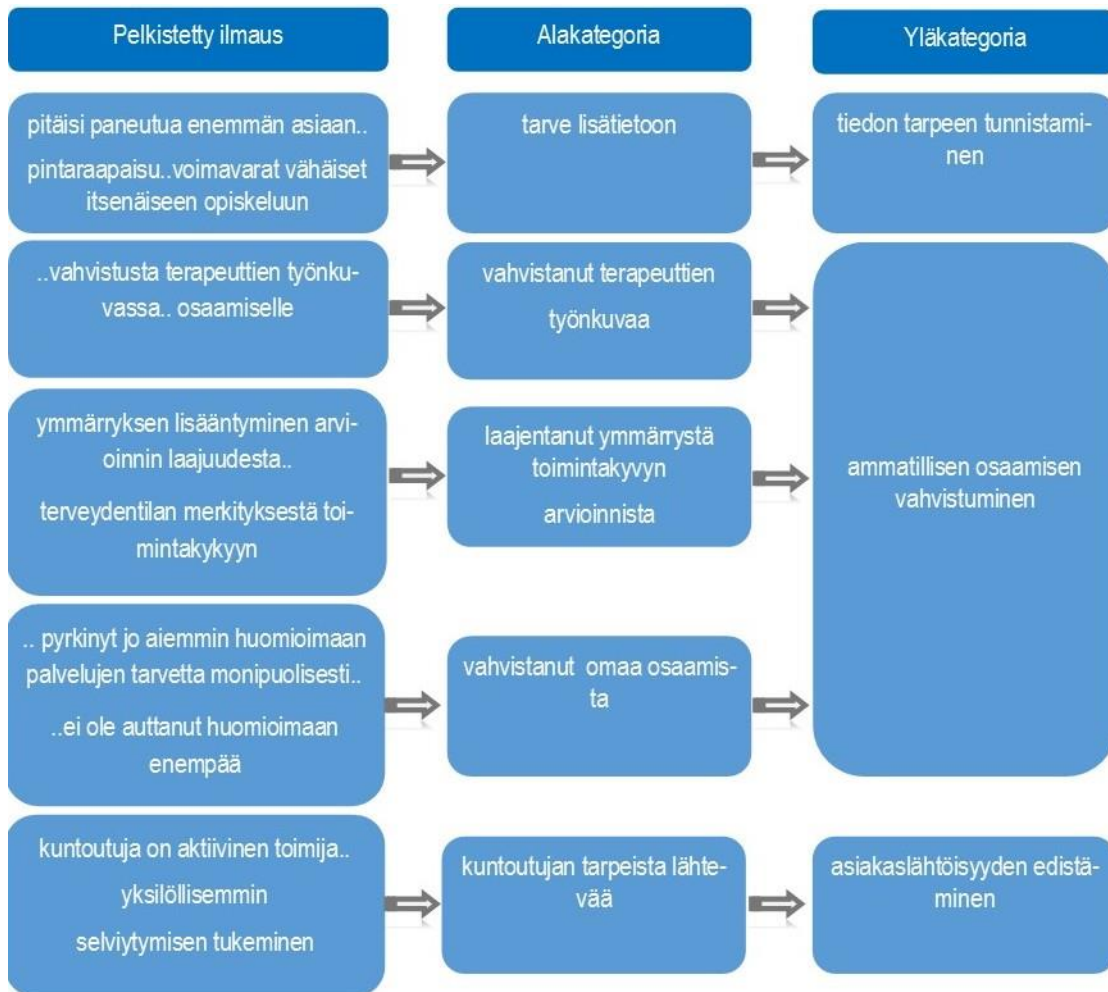 Pelkistetty ilmaus
Alakategoria
Yläkategoria
pitäisi paneutua enemmän asiaan..
pintaraapaisu..voimavarat vähäiset
itsenäiseen opiskeluun
tarve lisätietoon
tiedon tarpeen tunnistami-
nen
..vahvistusta terapeuttien työnku-
vassa.. osaamiselle
vahvistanut terapeuttien
työnkuvaa
ammatillisen osaamisen
vahvistuminen
ymmärryksen lisääntyminen arvi-
oinnin laajuudesta..
terveydentilan merkityksestä toi-
mintakykyyn
laajentanut ymmärrystä
toimintakyvyn
arvioinnista
.. pyrkinyt jo aiemmin huomioimaan
palvelujen tarvetta monipuolisesti..
..ei ole auttanut huomioimaan
enempää
vahvistanut omaa osaamis-
ta
kuntoutuja on aktiivinen toimija..
yksilöllisemmin
selviytymisen tukeminen
kuntoutujan tarpeista lähte-
vää
asiakaslähtöisyyden edistä-
minen